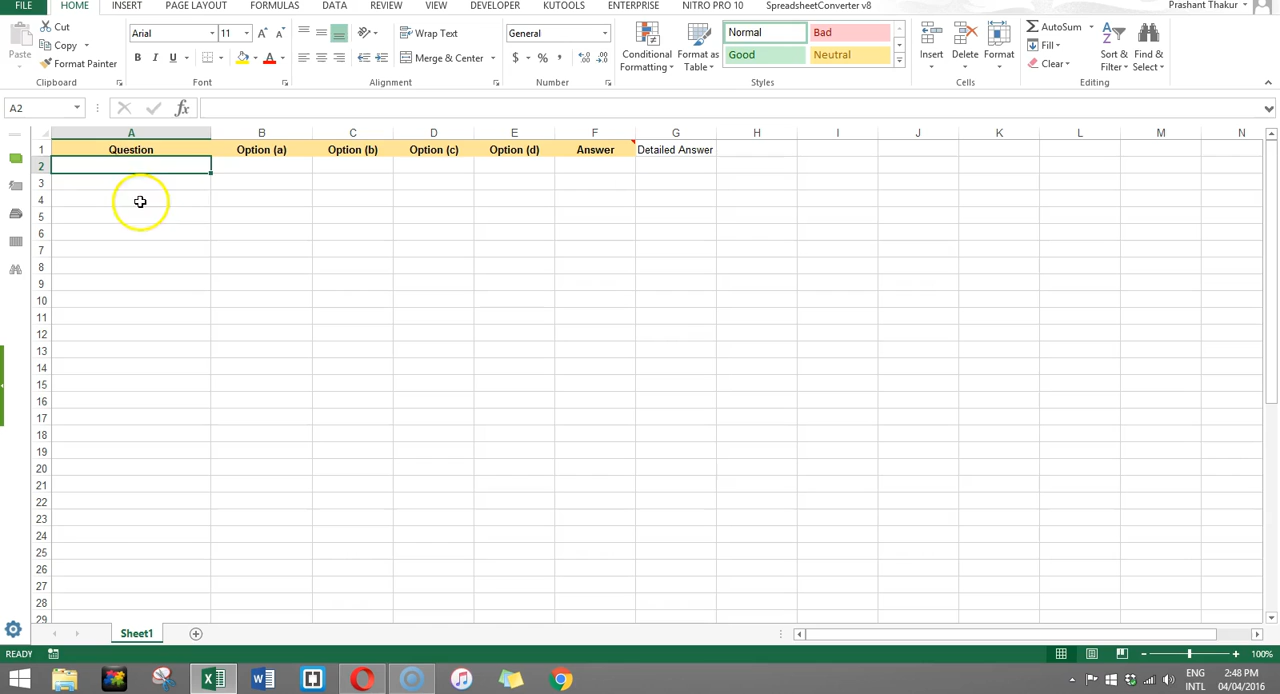 FILE HOME INSERT PAGE LAYOUT FORMULAS DATA REVIEW VIEW DEVELOPER KUTOOLS ENTERPRISE NITRO PRO 10 SpreadsheetConverter v8 Prashant Thakur
Paste
Cut
Copy
Format Painter
Clipboard
Arial 11
B I U
Font
Wrap Text
Merge & Center
Alignment
General
$ % ,
Number
Conditional
Formatting
Format as
Table
Normal Bad
Good Neutral
Styles
Insert Delete Format
Cells
AutoSum
Fill
Clear
Sort &
Filter
Find &
Select
Editing
A2 fx
A B C D E F G H I J K L M N
1 Question Option (a) Option (b) Option (c) Option (d) Answer Detailed Answer
2
3
4
5
6
7
8
9
10
11
12
13
14
15
16
17
18
19
20
21
22
23
24
25
26
27
28
29
Sheet1
READY 100%
ENG
INTL
2:48 PM
04/04/2016